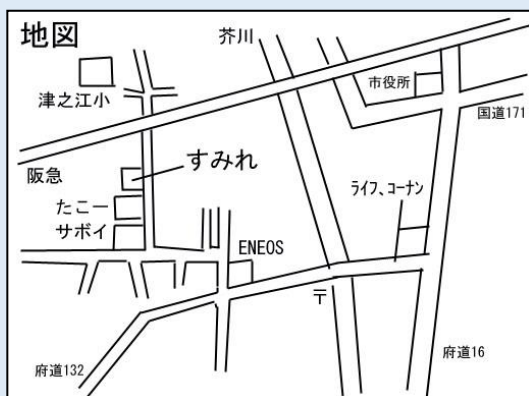 地図
芥川
津之江小
市役所
国道171
阪急
すみれ
たこー
サボイ
ライフ、コーナン
ENEOS
〒
府道132
府道16